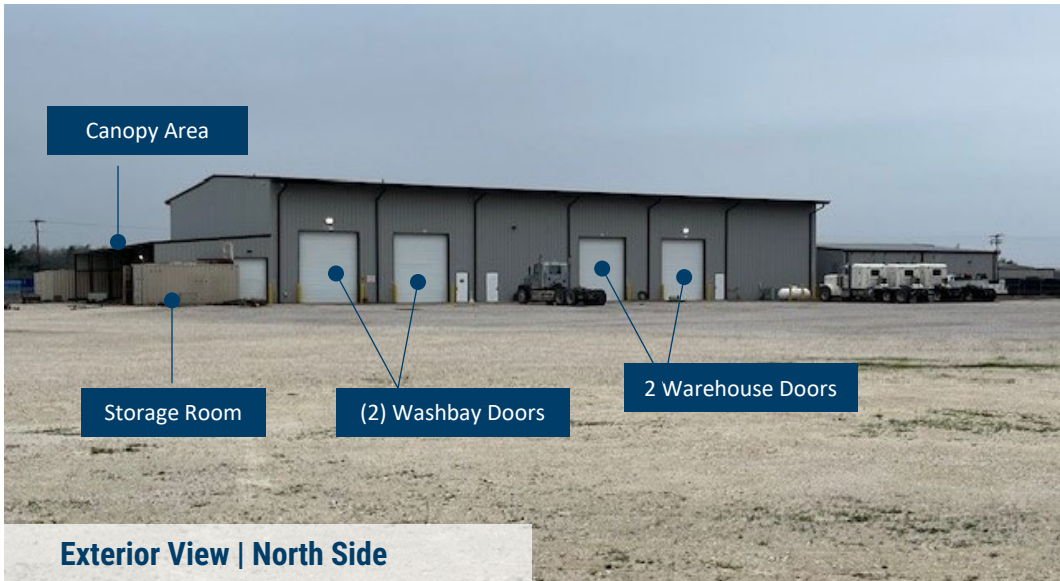 Canopy Area
Storage Room
(2) Washbay Doors
2 Warehouse Doors
Exterior View | North Side